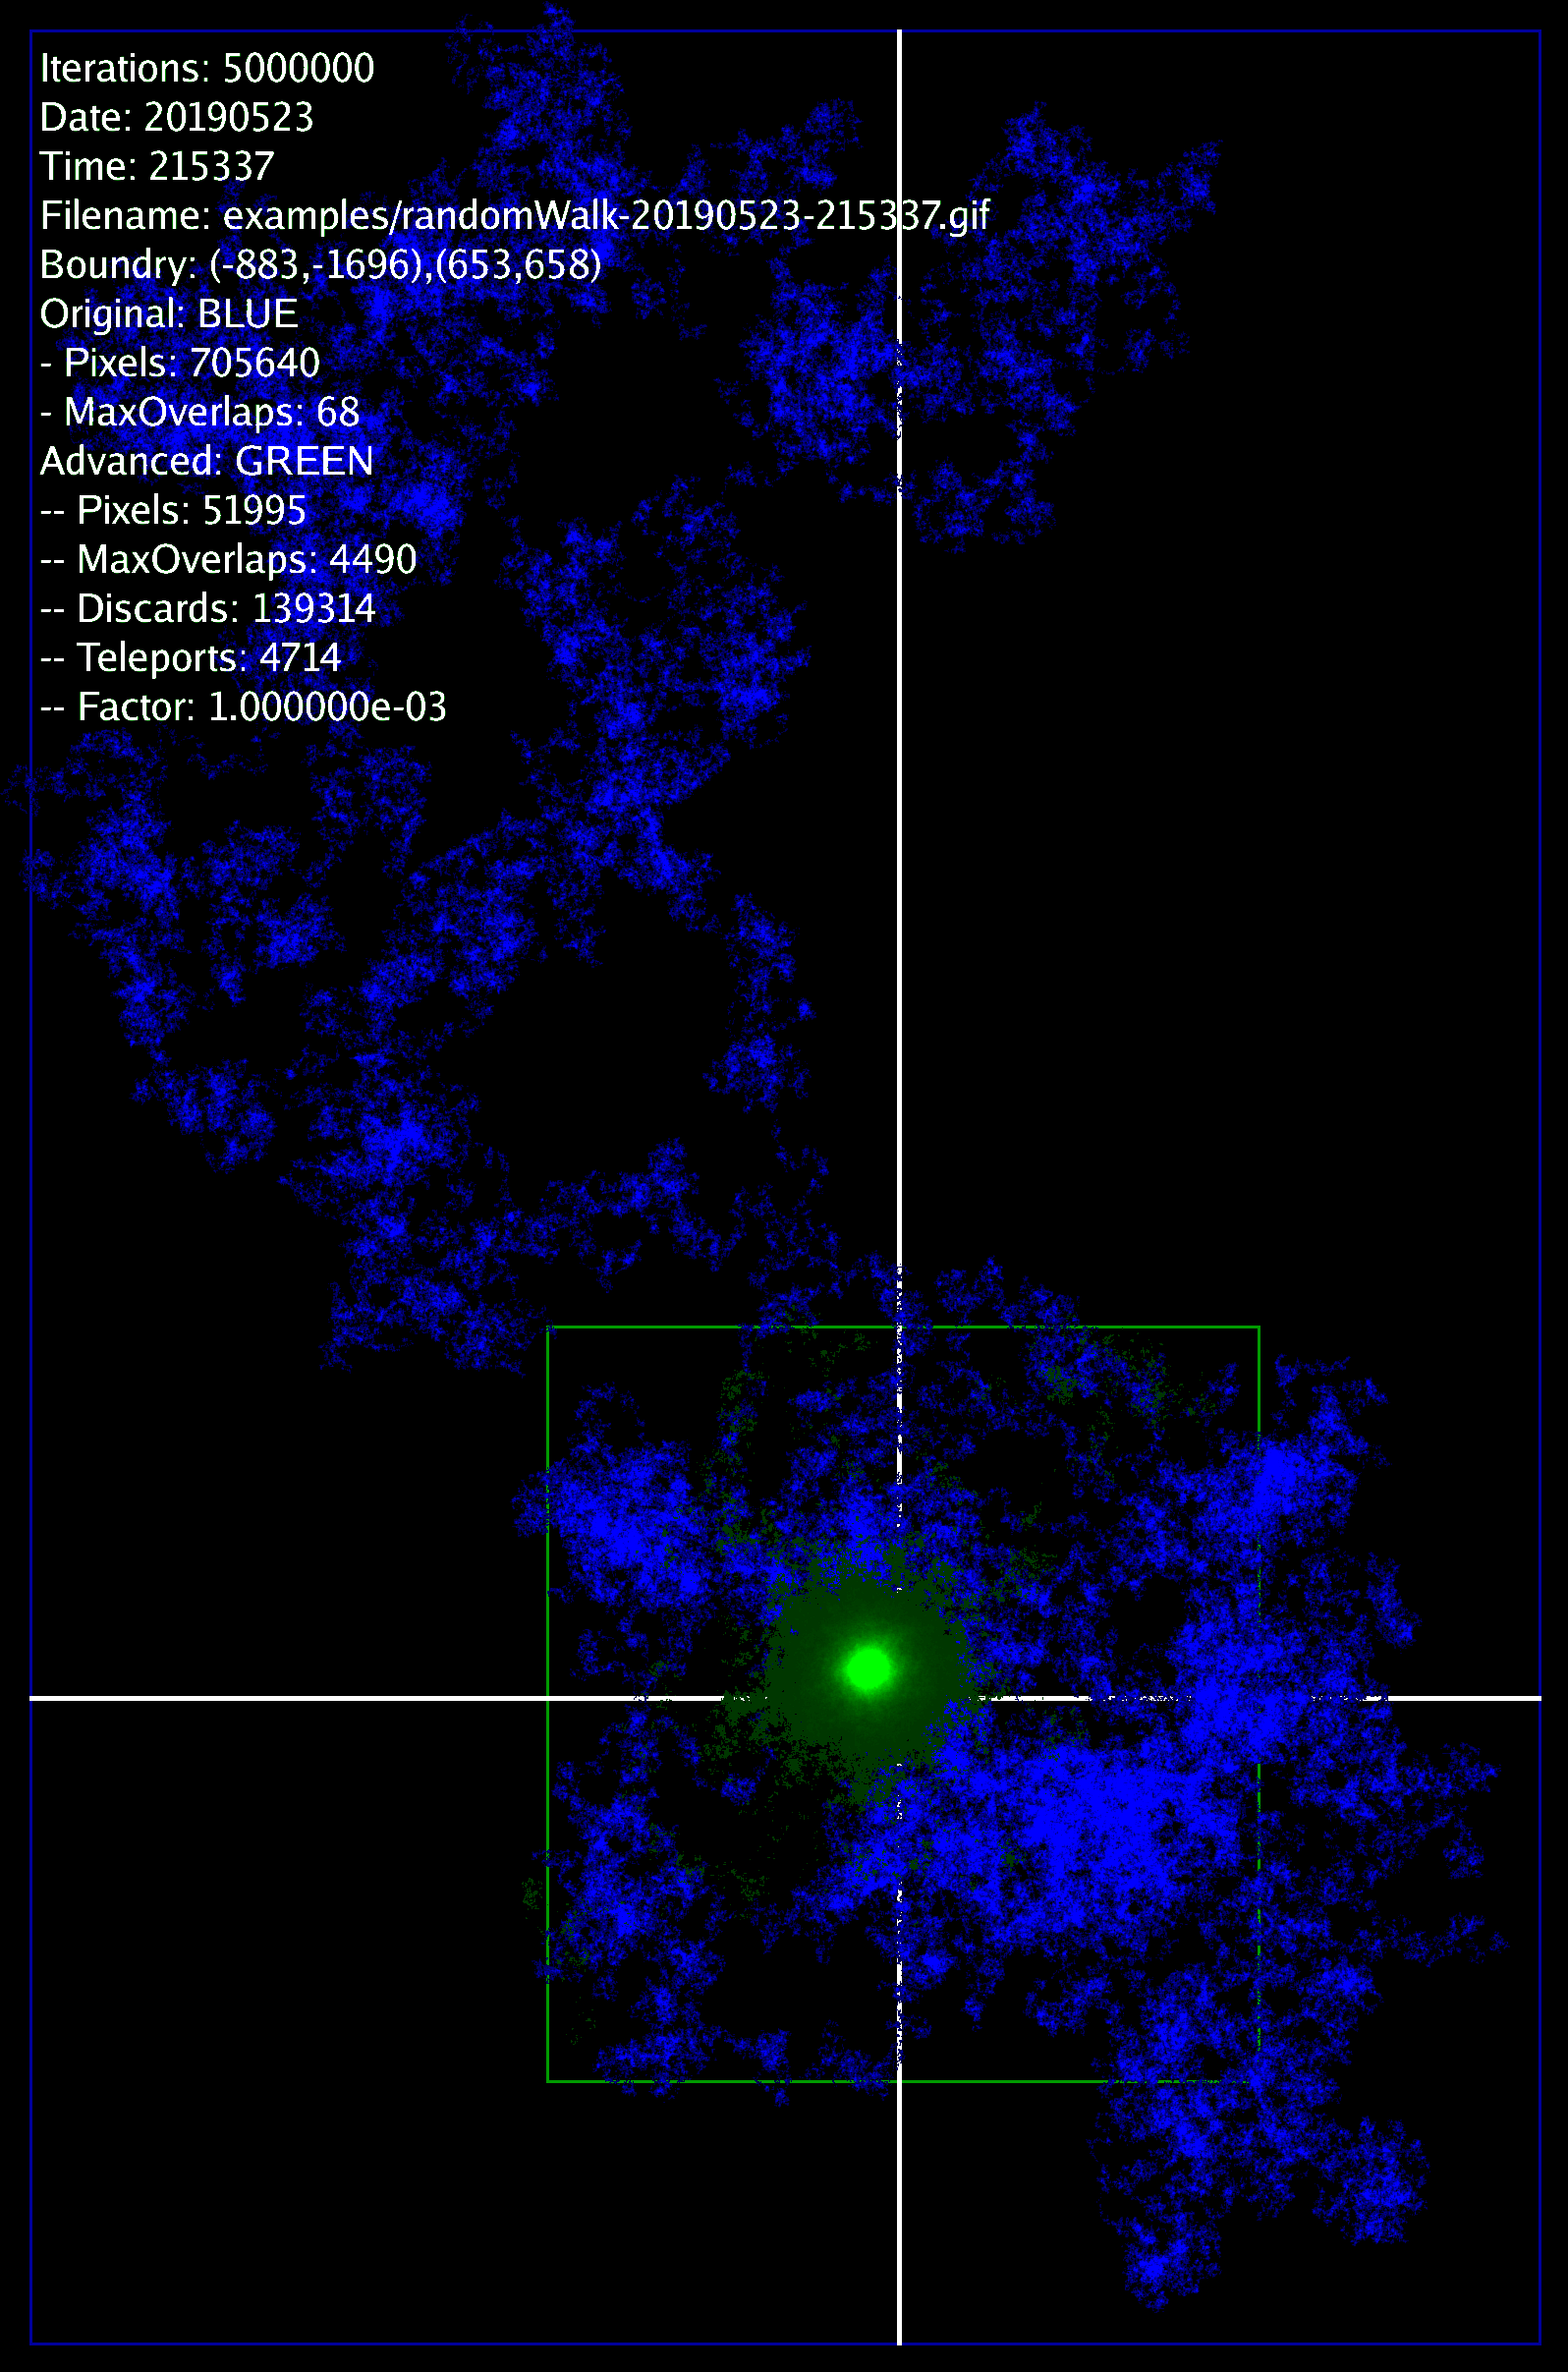 Iterations: 5000000
Date: 20190523
Time: 215337
Filename: examples/randomWalk-20190523-215337.gif
Boundry: (-883,-1696),(653,658)
Original: BLUE
- Pixels: 705640
- MaxOverlaps: 68
Advanced: GREEN
-- Pixels: 51995
-- MaxOverlaps: 4490
-- Discards: 139314
-- Teleports: 4714
-- Factor: 1.000000e-03